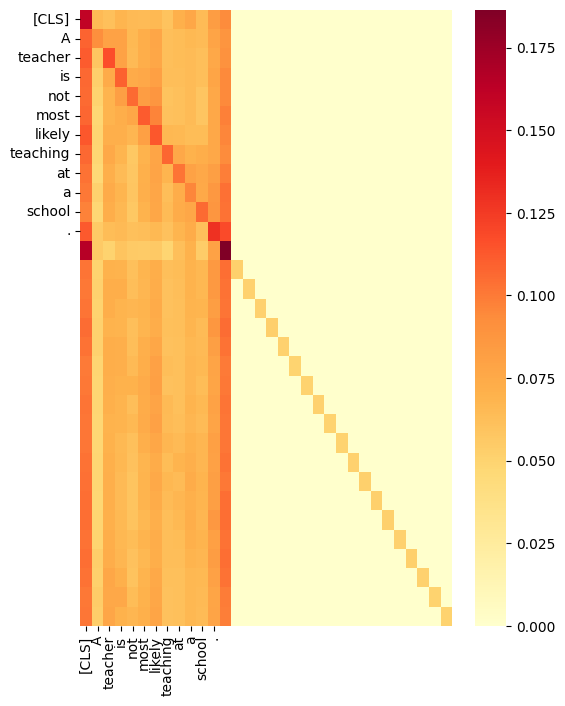 [CLS]
A
teacher
is
not
most
likely
teaching
at
a
school
.
0.175
0.150
0.125
0.100
0.075
0.050
0.025
0.000
[CLS]
A
teacher
is
not
most
likely
teaching
at
a
school
.